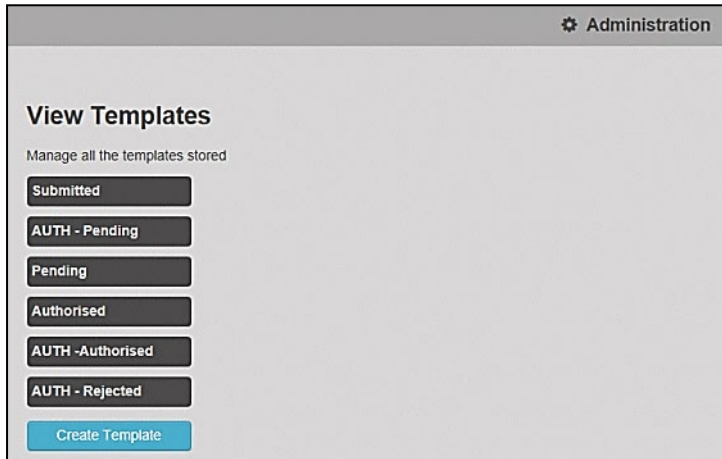 Administration
View Templates
Manage all the templates stored
Submitted
AUTH - Pending
Pending
Authorised
AUTH -Authorised
AUTH - Rejected
Create Template